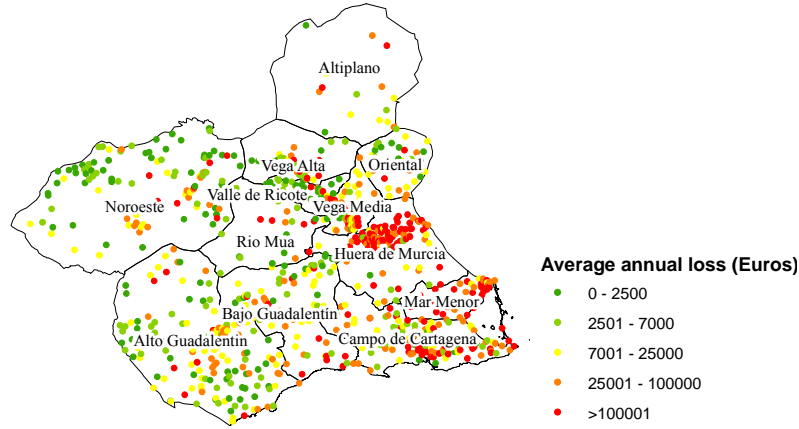 Altiplano
Vega Alta
Oriental
Valle de Ricote
Noroeste
Vega Media
Rio Mua
Huera de Murcia
Average annual loss (Euros)
0 - 2500
Mar Menor
2501 - 7000
Bajo Guadalentín
Alto Guadalentín
Campo de Cartagena
7001 - 25000
25001 - 100000
>100001